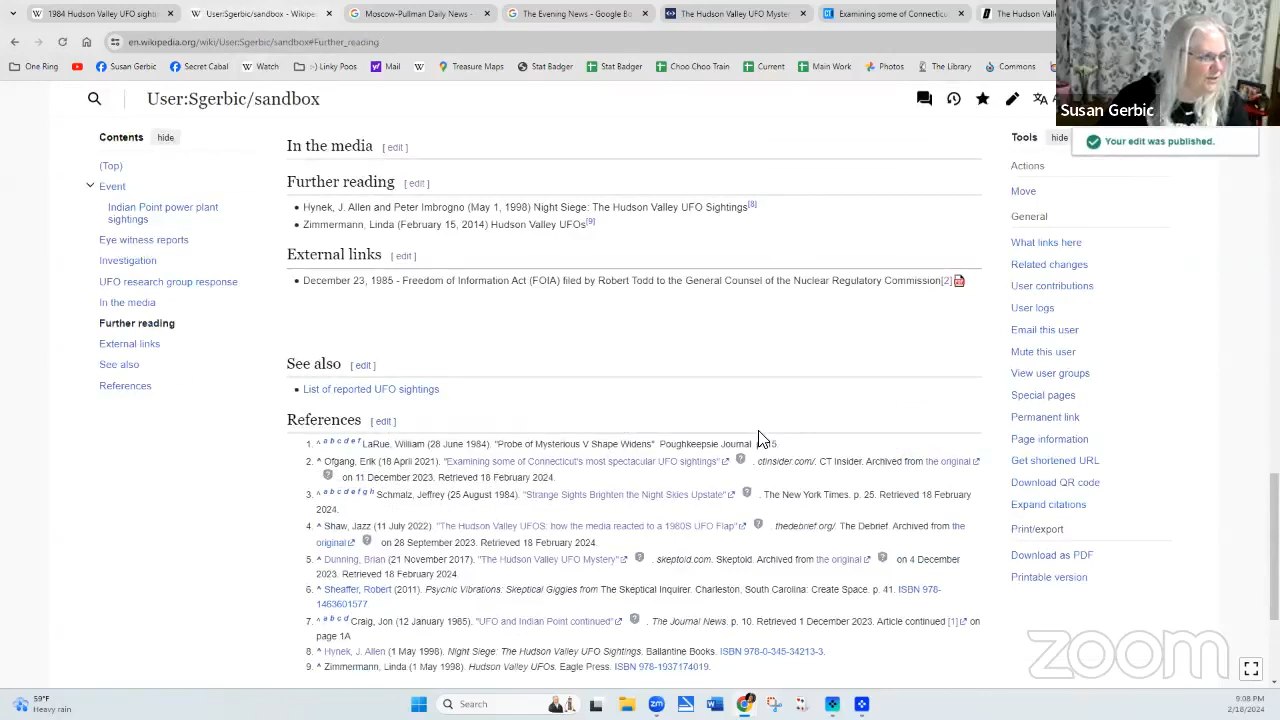 1984 Hudson Valley UFO sightin
User:Sgerbic/sandbox - Wikiped
Moscow-Pullman Daily News -
The Evening News - Google Bo
The Hudson Valley UFO Myster
Examining some of Connecticut
The Hudson Val
en.wikipedia.org/wiki/User:Sgerbic/sandbox#Further_reading
One Ring
Susan Gerbic
Secret Cabal
Watch
:-) Linky Pool
Mail
Treasure Maps
Stat Badger
Stat Badger
Choo Choo Train
Current
Main Work
Photos
The Lightning
Commons
Susan Gerbic
User:Sgerbic/sandbox
Your edit was published.
Contents hide
(Top)
Event
Indian Point power plant
sightings
Eye witness reports
Investigation
UFO research group response
In the media
Further reading
External links
See also
References
In the media [ edit ]
Further reading [ edit ]
• Hynek, J. Allen and Peter Imbrogno (May 1, 1998) Night Siege: The Hudson Valley UFO Sightings[8]
• Zimmermann, Linda (February 15, 2014) Hudson Valley UFOs[9]
External links [ edit ]
• December 23, 1985 - Freedom of Information Act (FOIA) filed by Robert Todd to the General Counsel of the Nuclear Regulatory Commission[2]
See also [ edit ]
• List of reported UFO sightings
References [ edit ]
1. ^ a b c d e f LaRue, William (28 June 1984). "Probe of Mysterious V Shape Widens". Poughkeepsie Journal. 15.
2. ^ Ofgang, Erik (18 April 2021). "Examining some of Connecticut's most spectacular UFO sightings". ctinsider.com/. CT Insider. Archived from the original
on 11 December 2023. Retrieved 18 February 2024.
3. ^ a b c d e f g h Schmalz, Jeffrey (25 August 1984). "Strange Sights Brighten the Night Skies Upstate". The New York Times. p. 25. Retrieved 18 February
2024.
4. ^ Shaw, Jazz (11 July 2022). "The Hudson Valley UFOS: how the media reacted to a 1980S UFO Flap". thedebrief.org/. The Debrief. Archived from the
original on 28 September 2023. Retrieved 18 February 2024.
5. ^ Dunning, Brian (21 November 2017). "The Hudson Valley UFO Mystery". skeptoid.com. Skeptoid. Archived from the original on 4 December
2023. Retrieved 18 February 2024.
6. ^ Sheaffer, Robert (2011). Psychic Vibrations: Skeptical Giggles from The Skeptical Inquirer. Charleston, South Carolina: Create Space. p. 41. ISBN 978-
1463601577
7. ^ a b c d Craig, Jon (12 January 1985). "UFO and Indian Point continued". The Journal News. p. 10. Retrieved 1 December 2023. Article continued [1] on
page 1A
8. ^ Hynek, J. Allen (1 May 1998). Night Siege: The Hudson Valley UFO Sightings. Ballantine Books. ISBN 978-0-345-34213-3.
9. ^ Zimmermann, Linda (1 May 1998). Hudson Valley UFOs. Eagle Press. ISBN 978-1937174019.
Tools hide
Actions
Move
General
What links here
Related changes
User contributions
User logs
Email this user
Mute this user
View user groups
Special pages
Permanent link
Page information
Get shortened URL
Download QR code
Expand citations
Print/export
Download as PDF
Printable version
zoom
59°F
Heavy rain
Search
9:08 PM
2/18/2024